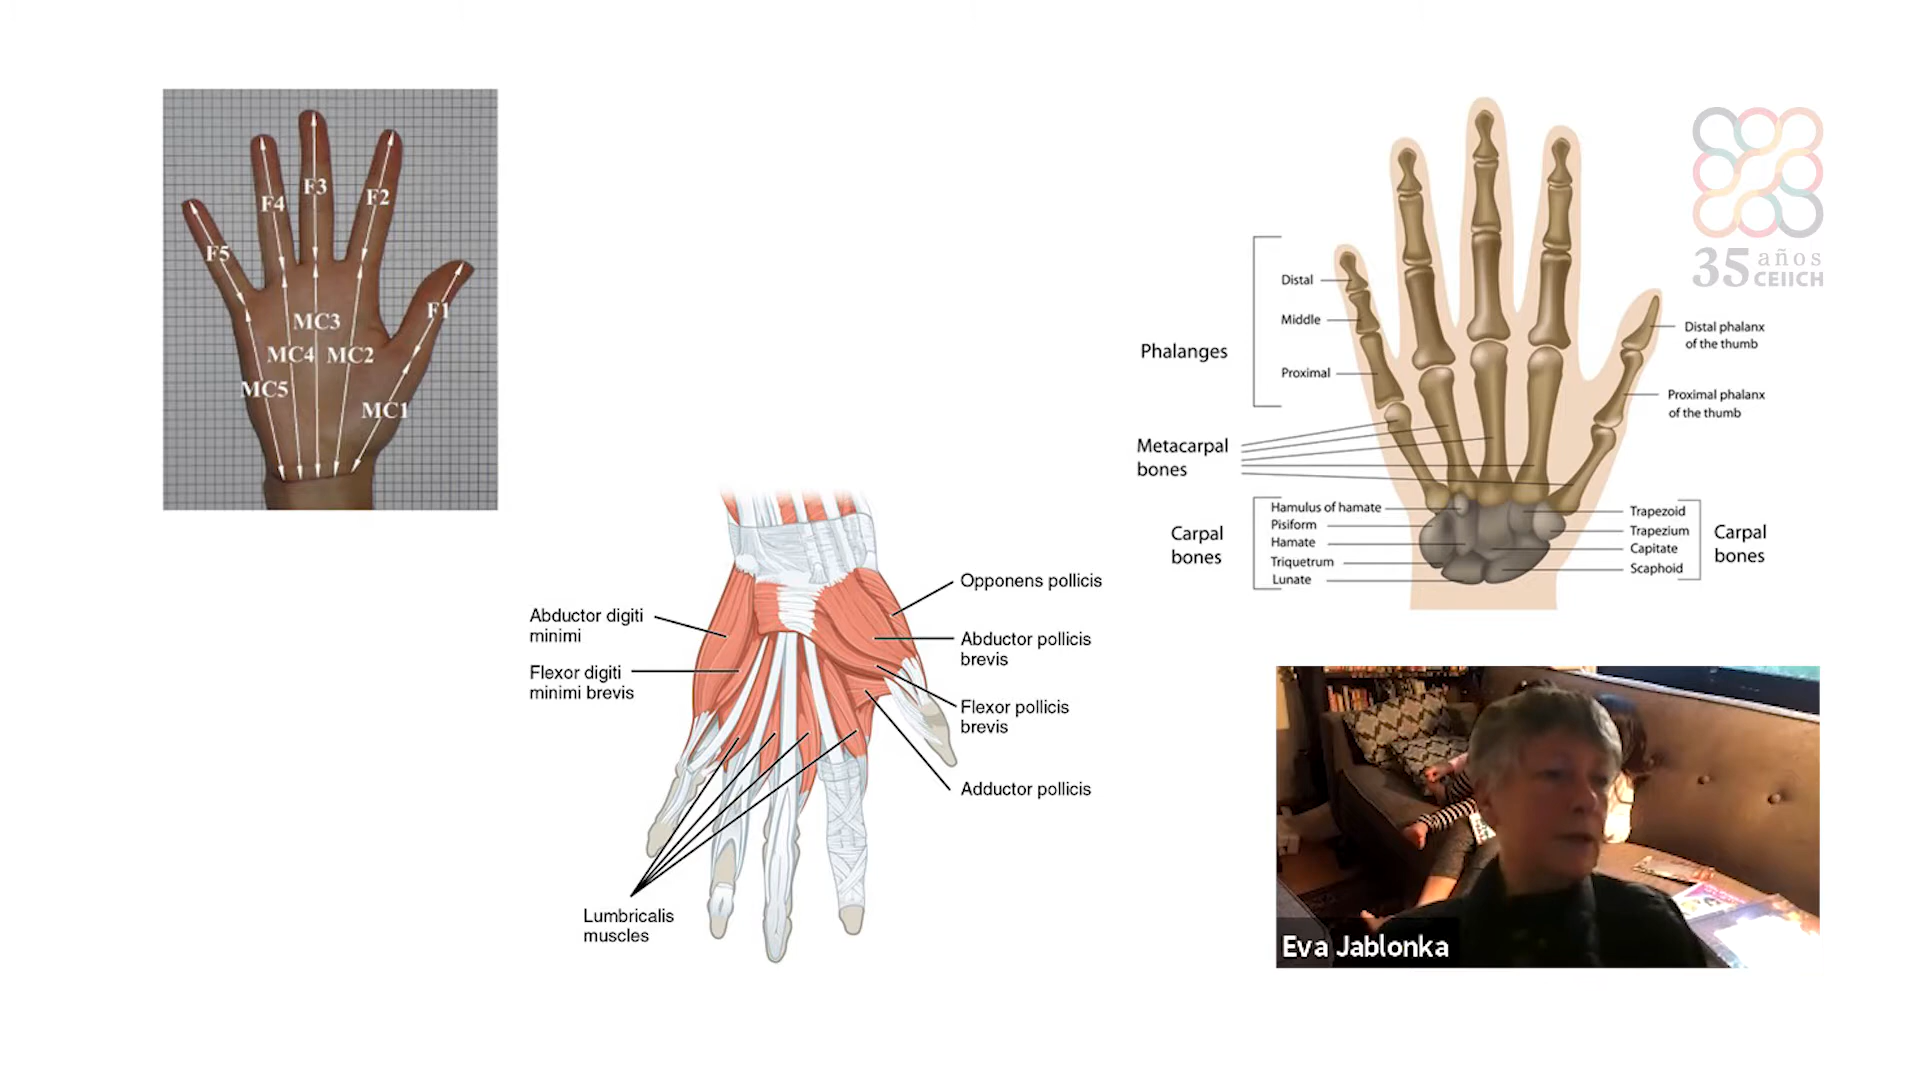 F3
F4
F2
F5
F1
MC3
MC4
MC2
MC5
MC1
Abductor digiti
minimi
Flexor digiti
minimi brevis
Lumbricalis
muscles
Opponens pollicis
Abductor pollicis
brevis
Flexor pollicis
brevis
Adductor pollicis
Phalanges
Distal
Middle
Proximal
Metacarpal
bones
Carpal
bones
Hamulus of hamate
Pisiform
Hamate
Triquetrum
Lunate
Distal phalanx
of the thumb
Proximal phalanx
of the thumb
Trapezoid
Trapezium
Capitate
Scaphoid
Carpal
bones
35 años
CEIICH
Eva Jablonka